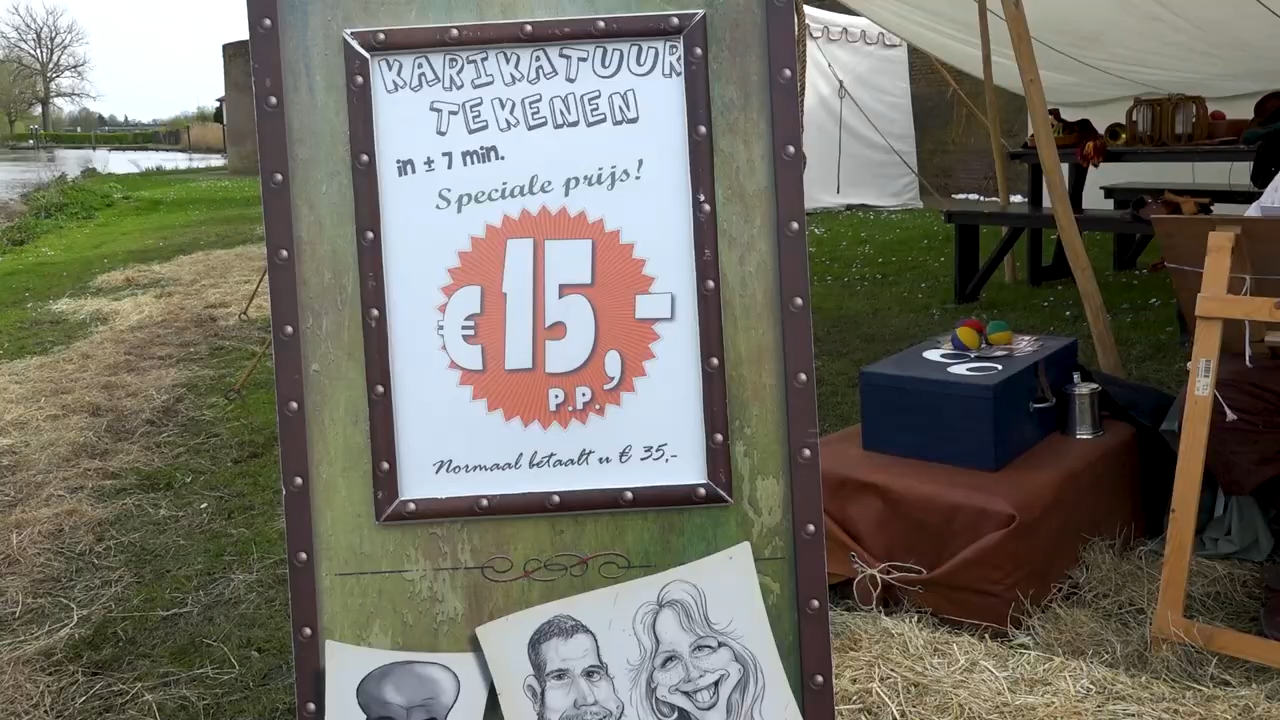 KARIKATUUR
TEKENEN
in ± 7 min.
Speciale prijs!
€ 15,-
P.P.
Normaal betaalt u € 35,-